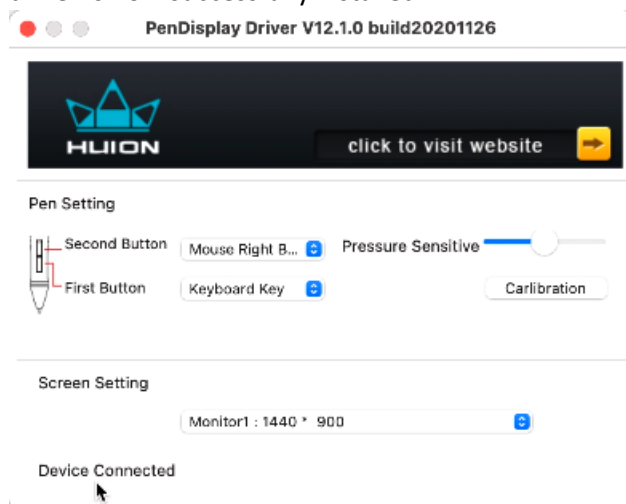 PenDisplay Driver V12.1.0 build20201126
HUION
click to visit website
Pen Setting
Second Button Mouse Right B... Pressure Sensitive
First Button Keyboard Key Carlibration
Screen Setting
Monitor1 : 1440 * 900
Device Connected